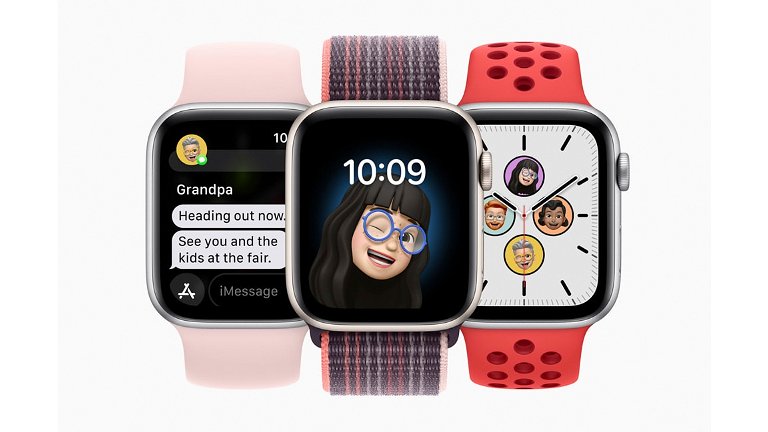 10
Grandpa
Heading out now.
See you and the
kids at the fair.
iMessage
10:09